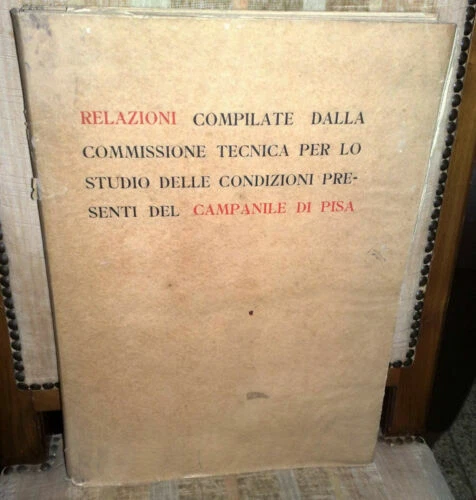 RELAZIONI COMPILATE DALLA
COMMISSIONE TECNICA PER LO
STUDIO DELLE CONDIZIONI PRE-
SENTI DEL CAMPANILE DI PISA